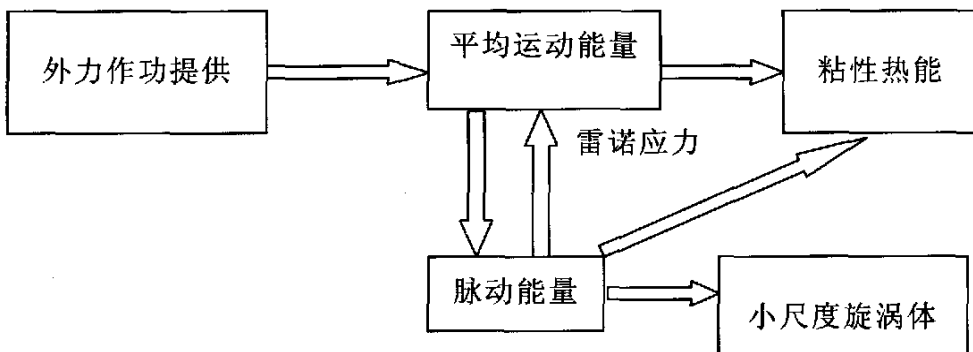 外力作功提供
平均运动能量
粘性热能
雷诺应力
脉动能量
小尺度旋涡体